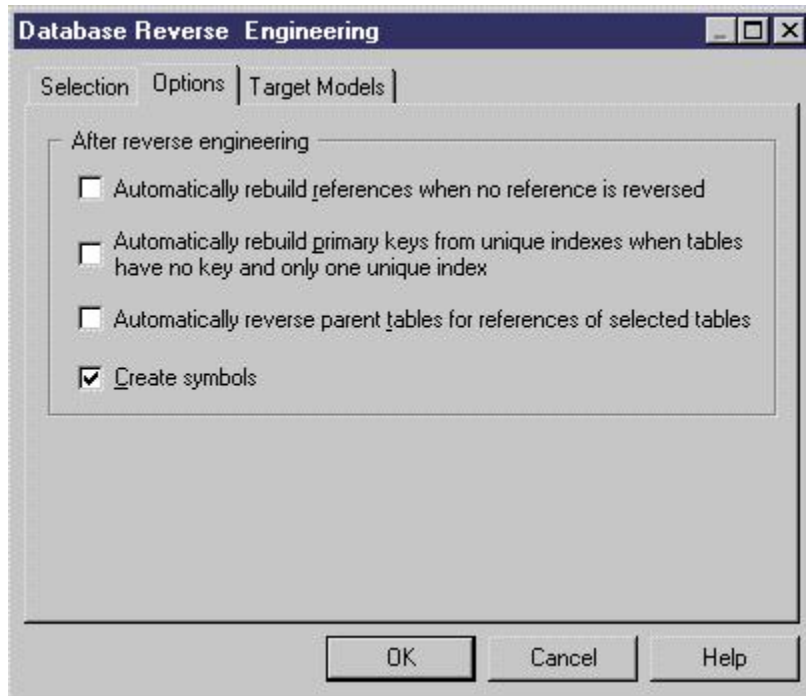 Database Reverse Engineering
Selection
Options
Target Models
After reverse engineering
Automatically rebuild references when no reference is reversed
Automatically rebuild primary keys from unique indexes when tables
have no key and only one unique index
Automatically reverse parent tables for references of selected tables
Create symbols
OK
Cancel
Help